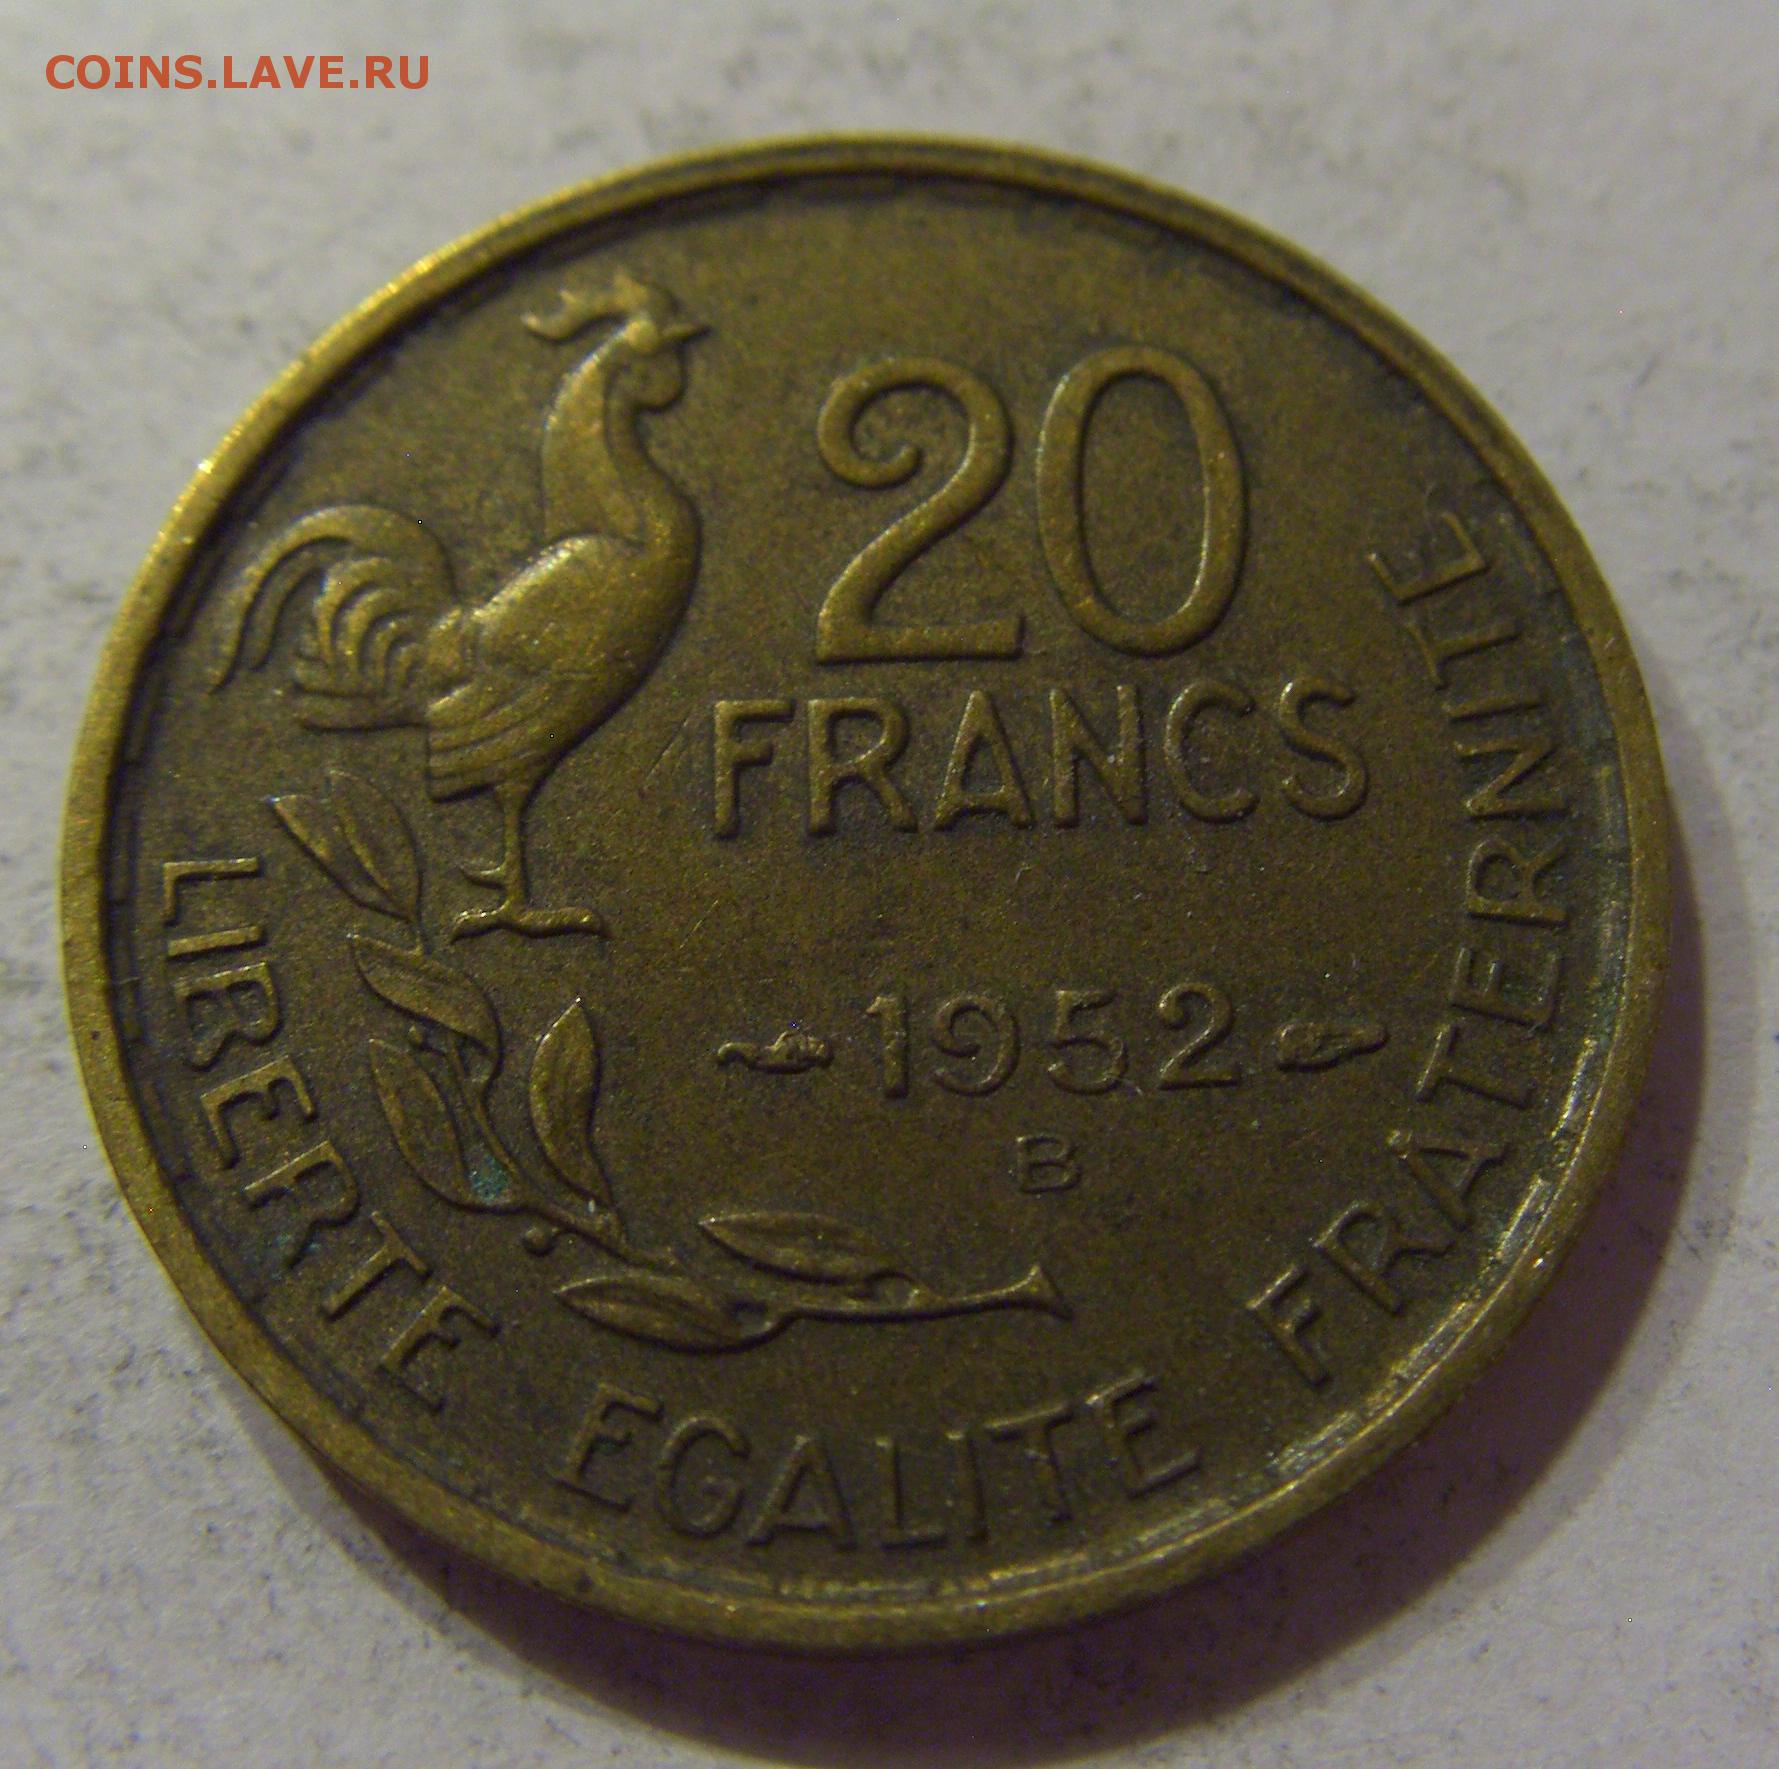 COINS.LAVE.RU
20
FRANCS
1952
B
LIBERTE EGALITE FRATERNITE